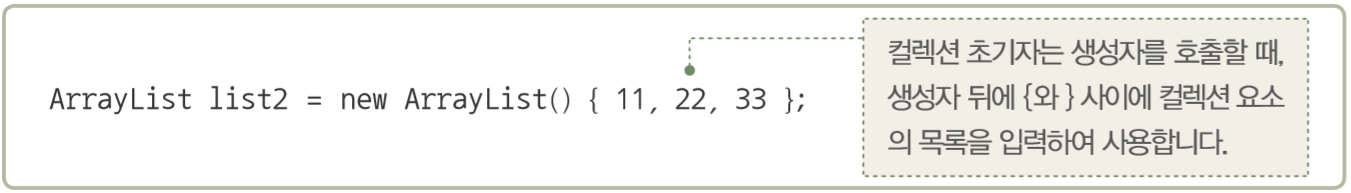 ArrayList list2 = new ArrayList() { 11, 22, 33 };
컬렉션 초기자는 생성자를 호출할 때,
생성자 뒤에 {와 } 사이에 컬렉션 요소
의 목록을 입력하여 사용합니다.